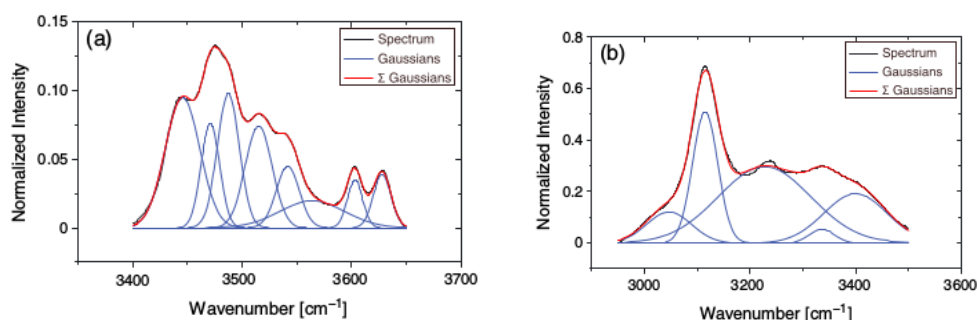 (a)
Spectrum
Gaussians
Σ Gaussians
Normalized Intensity
0.15
0.10
0.05
0
3400 3500 3600 3700
Wavenumber [cm⁻¹]
(b)
Spectrum
Gaussians
Σ Gaussians
Normalized Intensity
0.8
0.6
0.4
0.2
0
3000 3200 3400 3600
Wavenumber [cm⁻¹]